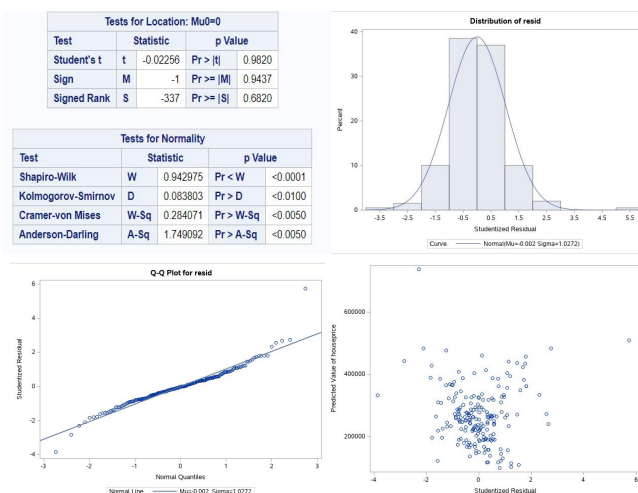 Tests for Location: Mu0=0
Test Statistic p Value
Student's t t -0.02256 Pr > |t| 0.9820
Sign M -1 Pr >= |M| 0.9437
Signed Rank S -337 Pr >= |S| 0.6820
Tests for Normality
Test Statistic p Value
Shapiro-Wilk W 0.942975 Pr < W <0.0001
Kolmogorov-Smirnov D 0.083803 Pr > D <0.0100
Cramer-von Mises W-Sq 0.284071 Pr > W-Sq <0.0050
Anderson-Darling A-Sq 1.749092 Pr > A-Sq <0.0050
Distribution of resid
Percent
40
30
20
10
0
-3.5 -2.5 -1.5 -0.5 0.5 1.5 2.5 3.5 4.5 5.5
Studentized Residual
Curve Normal(Mu=-0.002 Sigma=1.0272)
Q-Q Plot for resid
Studentized Residual
6
4
2
0
-2
-4
-3 -2 -1 0 1 2 3
Normal Quantiles
Normal Line Mu=-0.002, Sigma=1.0272
Predicted Value of houseprice
600000
400000
200000
-4 -2 0 2 4 6
Studentized Residual